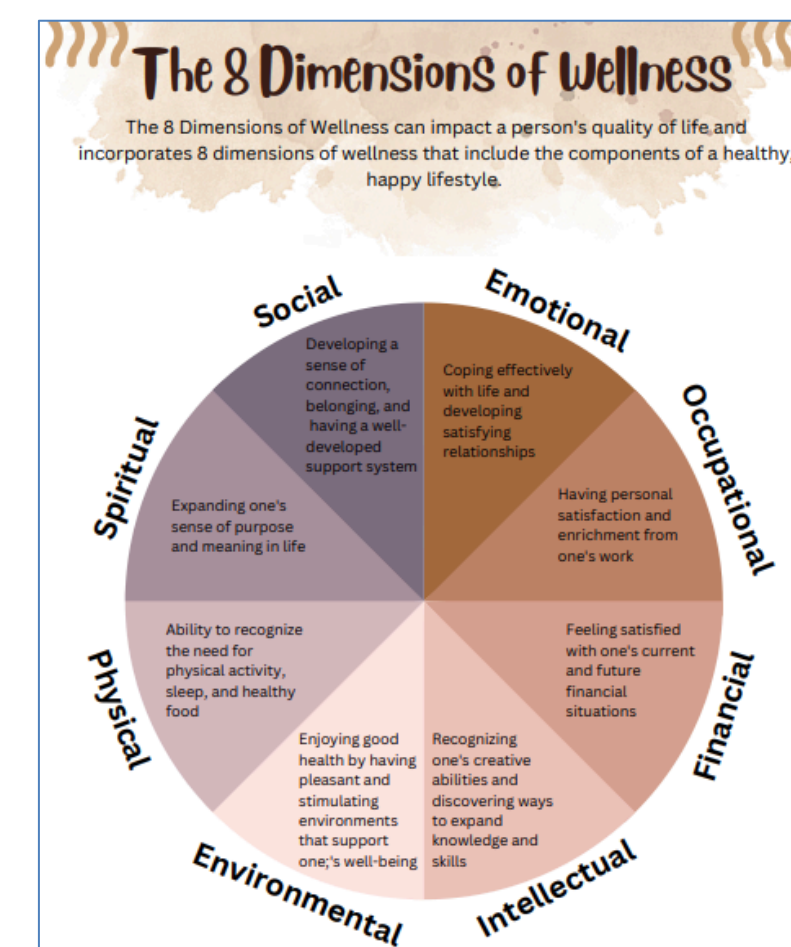 The 8 Dimensions of Wellness
The 8 Dimensions of Wellness can impact a person's quality of life and
incorporates 8 dimensions of wellness that include the components of a healthy,
happy lifestyle.
Social
Developing a
sense of
connection,
belonging, and
having a well-
developed
support system
Emotional
Coping effectively
with life and
developing
satisfying
relationships
Occupational
Having personal
satisfaction and
enrichment from
one's work
Financial
Feeling satisfied
with one's current
and future
financial
situations
Intellectual
Recognizing
one's creative
abilities and
discovering ways
to expand
knowledge and
skills
Environmental
Enjoying good
health by having
pleasant and
stimulating
environments
that support
one;'s well-being
Physical
Ability to recognize
the need for
physical activity,
sleep, and healthy
food
Spiritual
Expanding one's
sense of purpose
and meaning in life